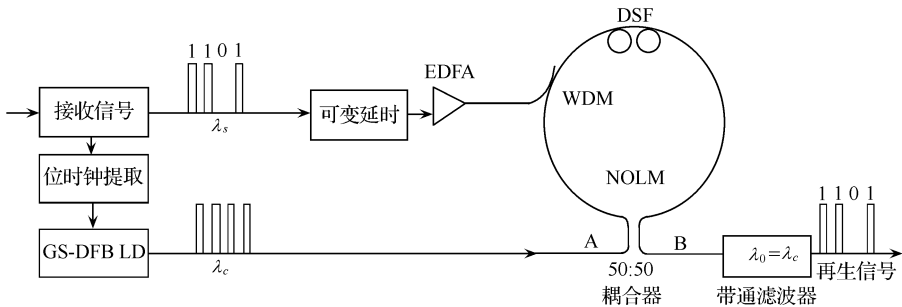 DSF
1 1 0 1
EDFA
WDM
接收信号
λs
可变延时
位时钟提取
NOLM
1 1 0 1
GS-DFB LD
λc
A
B
λ0=λc
再生信号
50:50
耦合器
带通滤波器